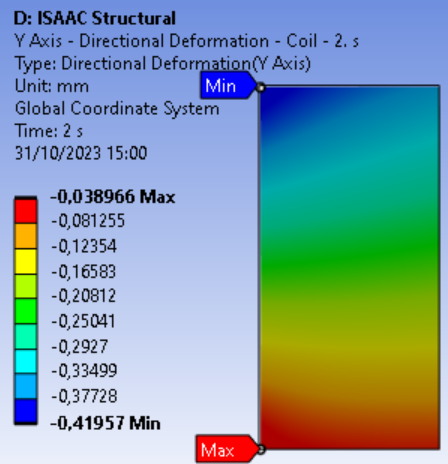 D: ISAAC Structural
Y Axis - Directional Deformation - Coil - 2. s
Type: Directional Deformation(Y Axis)
Unit: mm
Global Coordinate System
Time: 2 s
31/10/2023 15:00
Min
-0,038966 Max
-0,081255
-0,12354
-0,16583
-0,20812
-0,25041
-0,2927
-0,33499
-0,37728
-0,41957 Min
Max